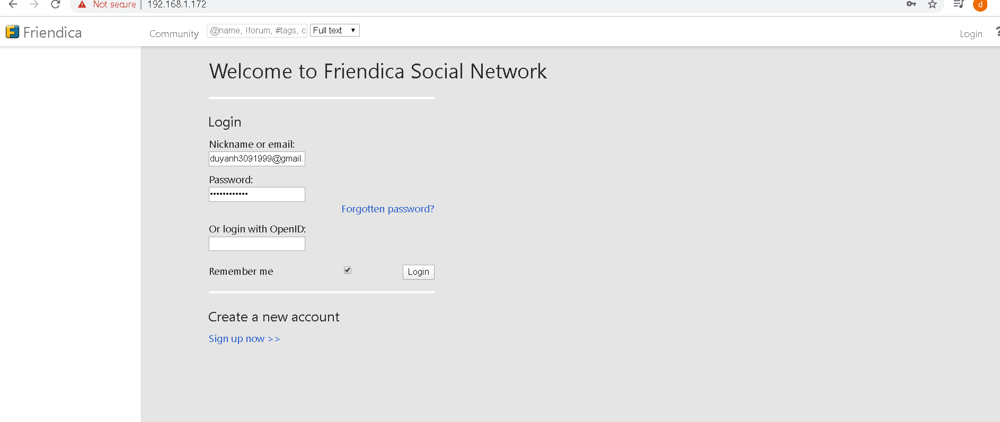 Not secure | 192.168.1.172
d
Friendica
Community
@name, !forum, #tags, c
Full text
Login
?
Welcome to Friendica Social Network
Login
Nickname or email:
duyanh3091999@gmail.
Password:
••••••••••••
Forgotten password?
Or login with OpenID:
Remember me
Login
Create a new account
Sign up now >>